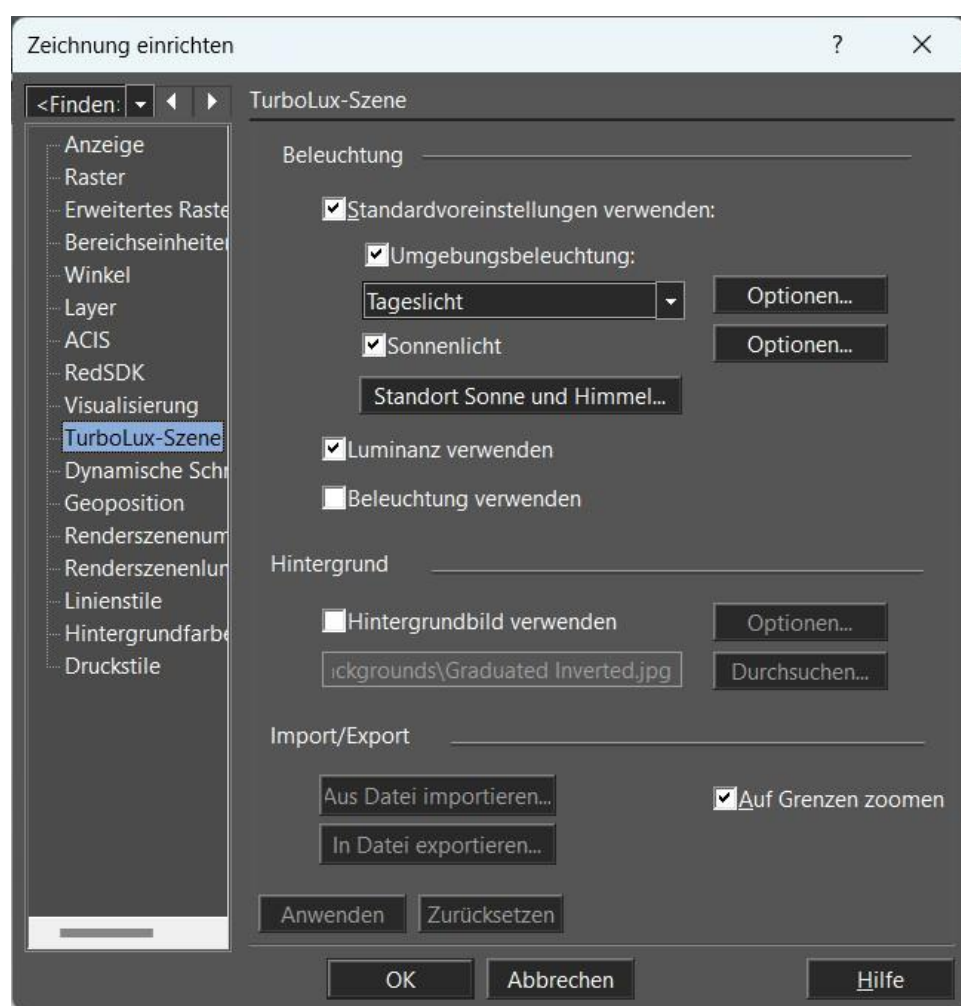 Zeichnung einrichten ? ×
<Finden:
TurboLux-Szene
Anzeige
Raster
Erweitertes Raste
Bereichseinheiter
Winkel
Layer
ACIS
RedSDK
Visualisierung
TurboLux-Szene
Dynamische Schr
Geoposition
Renderszenenum
Renderszenenlur
Linienstile
Hintergrundfarbe
Druckstile
Beleuchtung
Standardvoreinstellungen verwenden:
Umgebungsbeleuchtung:
Tageslicht Optionen...
Sonnenlicht Optionen...
Standort Sonne und Himmel...
Luminanz verwenden
Beleuchtung verwenden
Hintergrund
Hintergrundbild verwenden Optionen...
ckgrounds\Graduated Inverted.jpg Durchsuchen...
Import/Export
Aus Datei importieren... Auf Grenzen zoomen
In Datei exportieren...
Anwenden Zurücksetzen
OK Abbrechen Hilfe